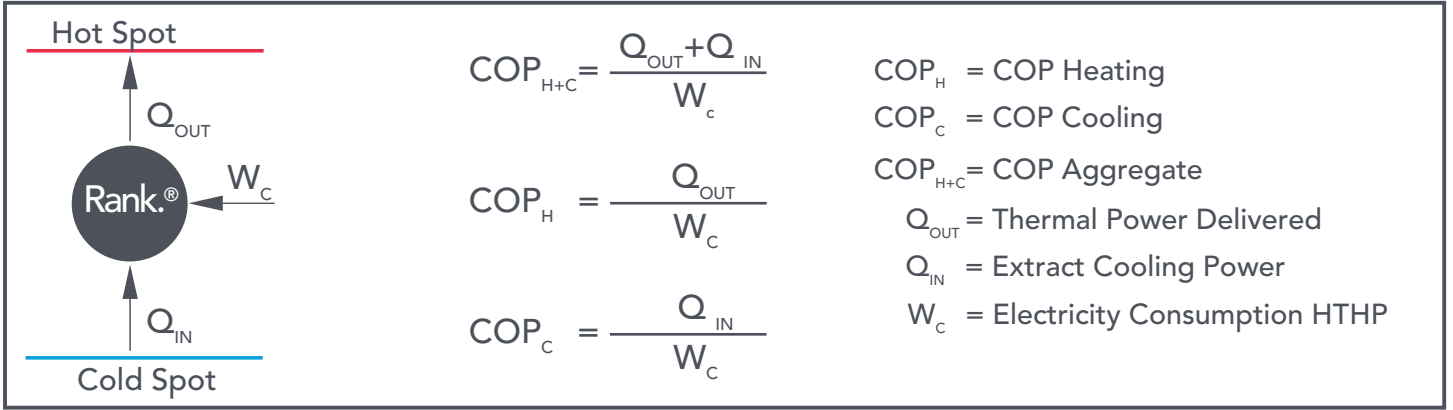 Hot Spot
Q_OUT
Rank.®
W_C
Q_IN
Cold Spot
COP_H+C = Q_OUT+Q_IN / W_c
COP_H = Q_OUT / W_C
COP_C = Q_IN / W_C
COP_H = COP Heating
COP_C = COP Cooling
COP_H+C = COP Aggregate
Q_OUT = Thermal Power Delivered
Q_IN = Extract Cooling Power
W_C = Electricity Consumption HTHP